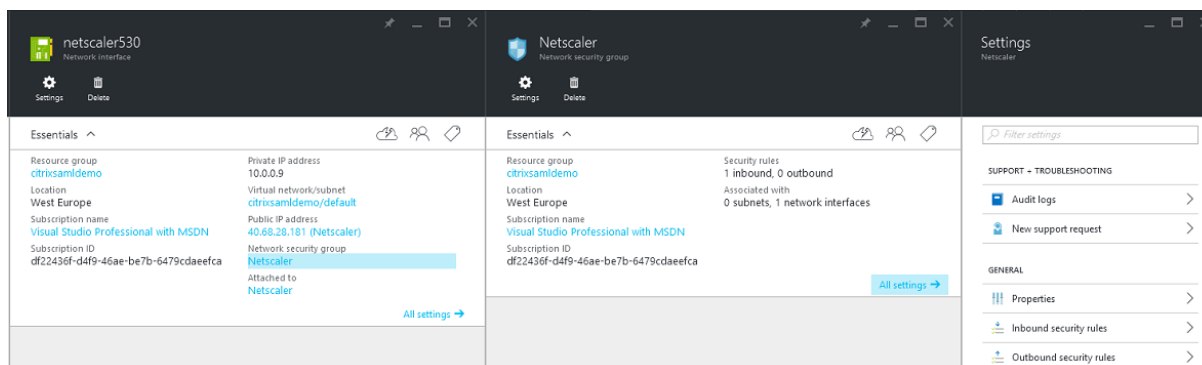 netscaler530
Network interface
Settings
Delete
Essentials
Resource group
citrixsamldemo
Location
West Europe
Subscription name
Visual Studio Professional with MSDN
Subscription ID
df22436f-d4f9-46ae-be7b-6479cdaeefca
Private IP address
10.0.0.9
Virtual network/subnet
citrixsamldemo/default
Public IP address
40.68.28.181 (Netscaler)
Network security group
Netscaler
Attached to
Netscaler
All settings →
Netscaler
Network security group
Settings
Delete
Essentials
Resource group
citrixsamldemo
Location
West Europe
Subscription name
Visual Studio Professional with MSDN
Subscription ID
df22436f-d4f9-46ae-be7b-6479cdaeefca
Security rules
1 inbound, 0 outbound
Associated with
0 subnets, 1 network interfaces
All settings →
Settings
Netscaler
Filter settings
SUPPORT + TROUBLESHOOTING
Audit logs
New support request
GENERAL
Properties
Inbound security rules
Outbound security rules